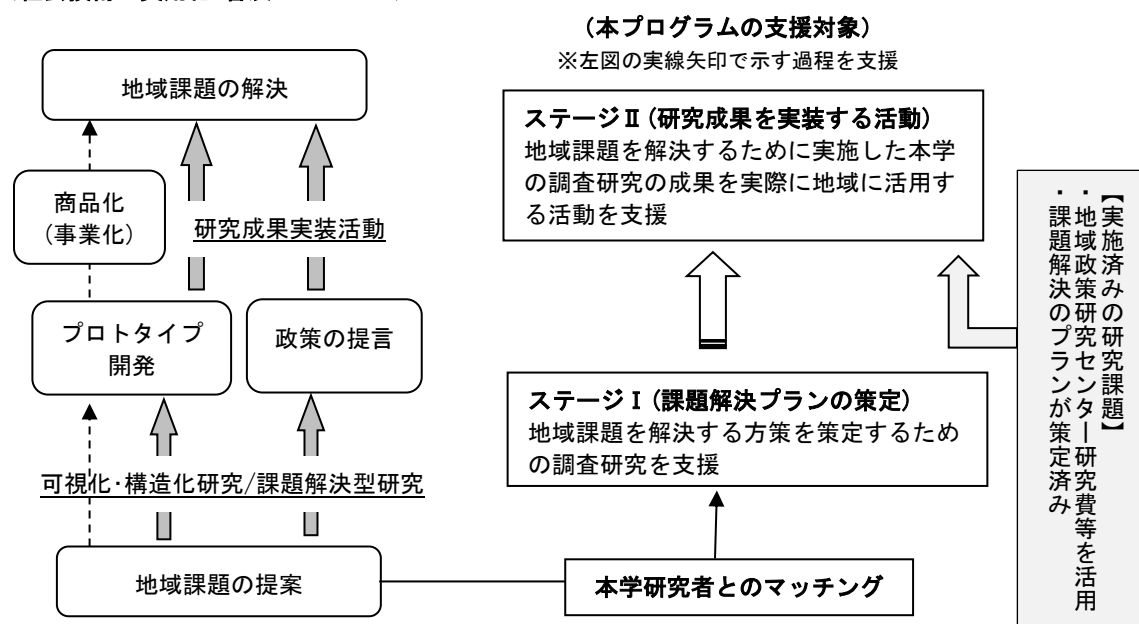 (本プログラムの支援対象)
※左図の実線矢印で示す過程を支援
地域課題の解決
商品化
(事業化)
研究成果実装活動
プロトタイプ
開発
政策の提言
可視化・構造化研究/課題解決型研究
地域課題の提案
ステージⅡ(研究成果を実装する活動)
地域課題を解決するために実施した本学
の調査研究の成果を実際に地域に活用す
る活動を支援
ステージⅠ(課題解決プランの策定)
地域課題を解決する方策を策定するため
の調査研究を支援
本学研究者とのマッチング
【実施済みの研究課題】
・地域政策研究センター研究費等を活用
・課題解決のプランが策定済み